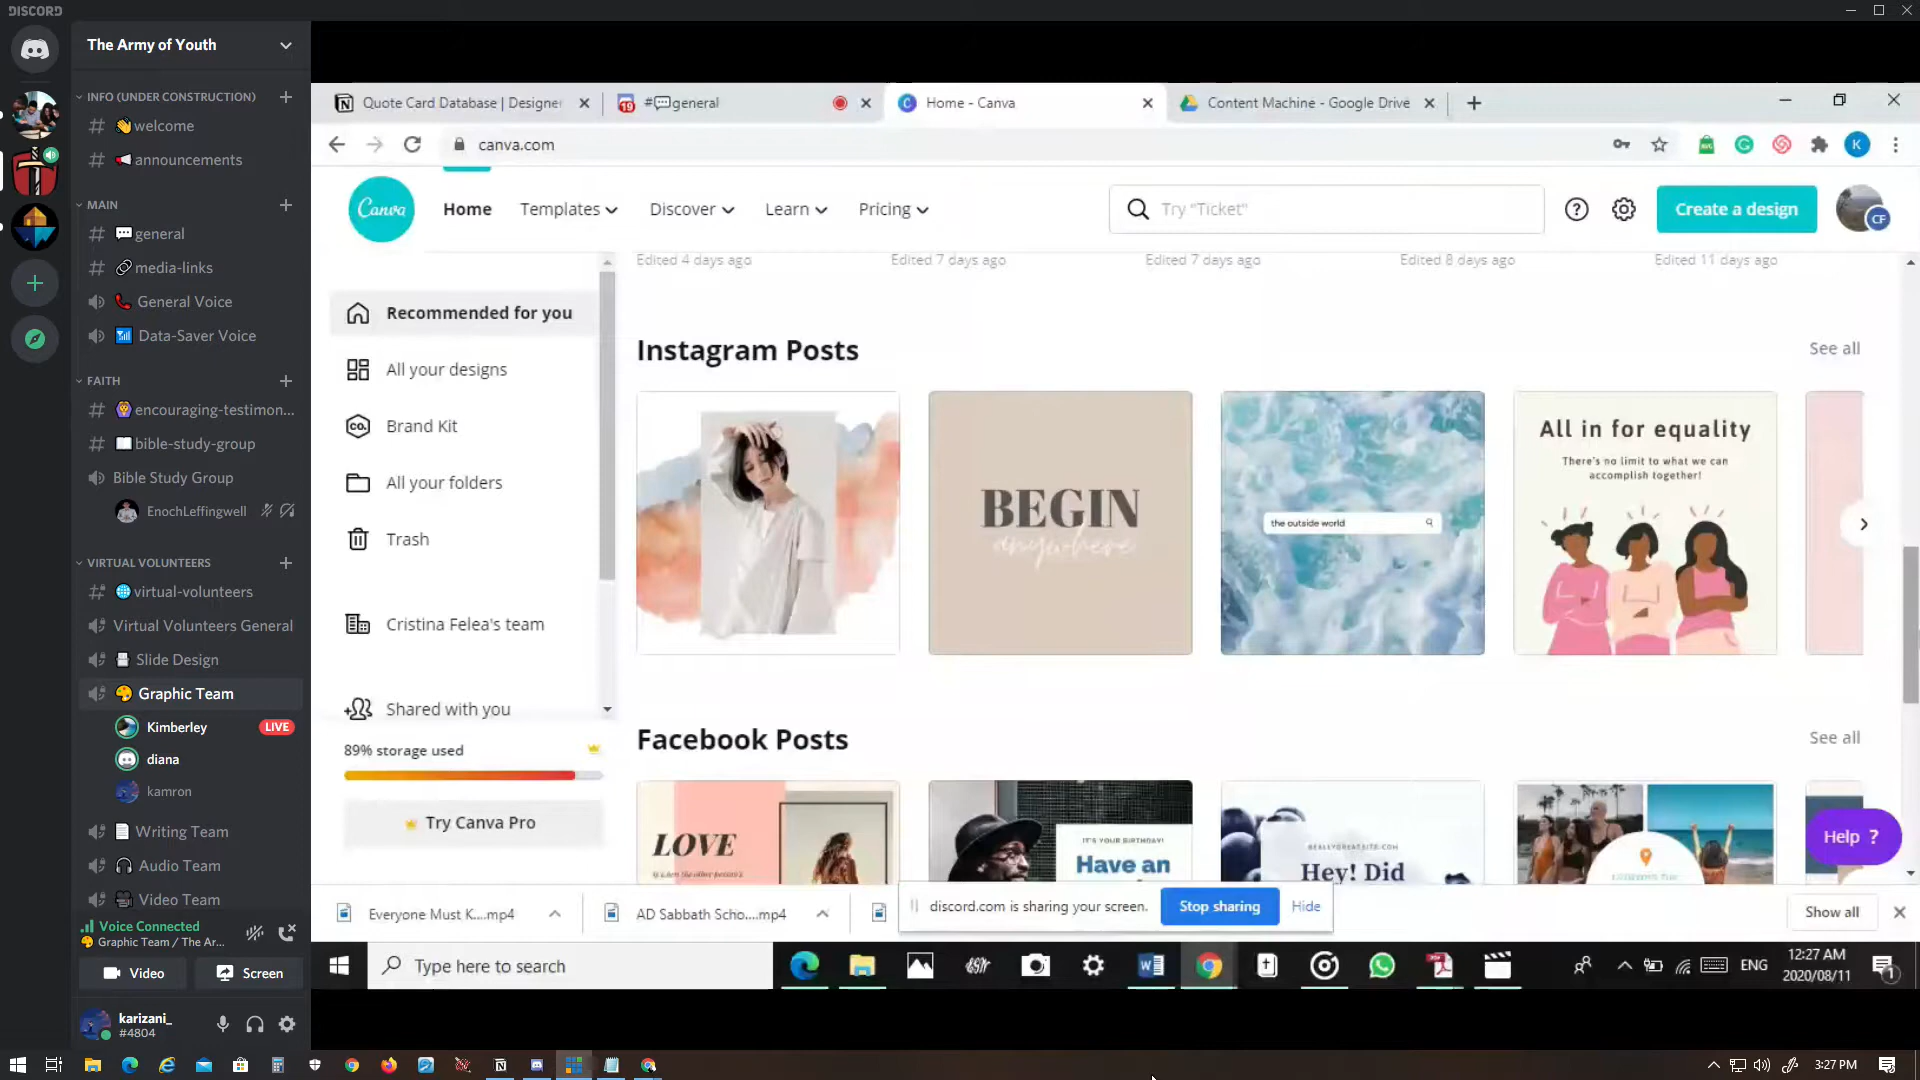 DISCORD
The Army of Youth
INFO (UNDER CONSTRUCTION)
welcome
announcements
MAIN
general
media-links
General Voice
Data-Saver Voice
FAITH
encouraging-testimon...
bible-study-group
Bible Study Group
EnochLeffingwell
VIRTUAL VOLUNTEERS
virtual-volunteers
Virtual Volunteers General
Slide Design
Graphic Team
Kimberley LIVE
diana
kamron
Writing Team
Audio Team
Video Team
Voice Connected
Graphic Team / The Ar...
Video Screen
karizani_
#4804
Quote Card Database | Designer
19 #general
Home - Canva
Content Machine - Google Drive
canva.com
K
Canva
Home Templates Discover Learn Pricing
Try "Ticket"
Create a design
CF
Edited 4 days ago Edited 7 days ago Edited 7 days ago Edited 8 days ago Edited 11 days ago
Recommended for you
All your designs
Brand Kit
All your folders
Trash
Cristina Felea's team
Shared with you
89% storage used
Try Canva Pro
Instagram Posts See all
BEGIN
anywhere
the outside world
All in for equality
There's no limit to what we can
accomplish together!
Facebook Posts See all
LOVE
IT'S YOUR BIRTHDAY!
Have an
REALLYGREATSITE.COM
Hey! Did
Help ?
Everyone Must K....mp4
AD Sabbath Scho....mp4
discord.com is sharing your screen. Stop sharing Hide
Show all
Type here to search
ENG
12:27 AM
2020/08/11
1
3:27 PM